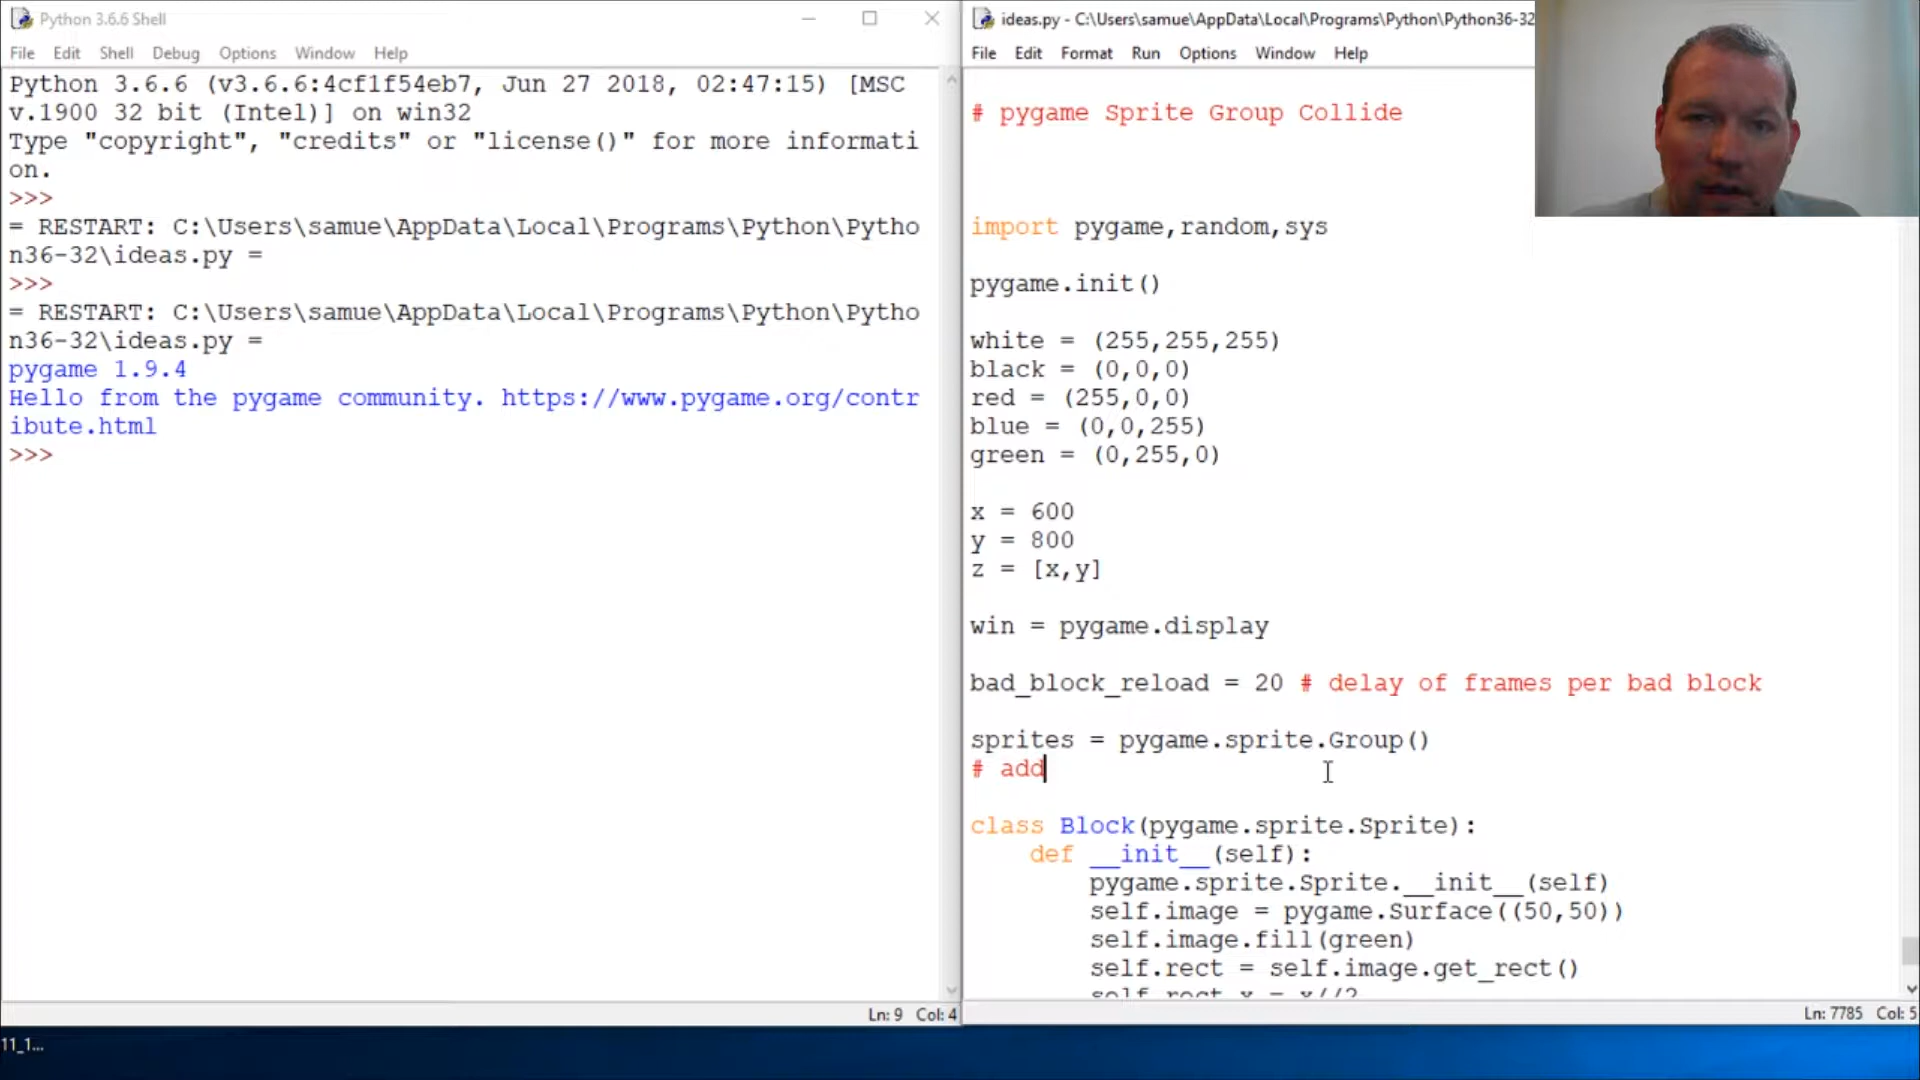 Python 3.6.6 Shell
File Edit Shell Debug Options Window Help
Python 3.6.6 (v3.6.6:4cf1f54eb7, Jun 27 2018, 02:47:15) [MSC
v.1900 32 bit (Intel)] on win32
Type "copyright", "credits" or "license()" for more informati
on.
>>>
= RESTART: C:\Users\samue\AppData\Local\Programs\Python\Pytho
n36-32\ideas.py =
>>>
= RESTART: C:\Users\samue\AppData\Local\Programs\Python\Pytho
n36-32\ideas.py =
pygame 1.9.4
Hello from the pygame community. https://www.pygame.org/contr
ibute.html
>>>
Ln: 9 Col: 4
ideas.py - C:\Users\samue\AppData\Local\Programs\Python\Python36-32
File Edit Format Run Options Window Help
# pygame Sprite Group Collide
import pygame,random,sys
pygame.init()
white = (255,255,255)
black = (0,0,0)
red = (255,0,0)
blue = (0,0,255)
green = (0,255,0)
x = 600
y = 800
z = [x,y]
win = pygame.display
bad_block_reload = 20 # delay of frames per bad block
sprites = pygame.sprite.Group()
# add
class Block(pygame.sprite.Sprite):
def __init__(self):
pygame.sprite.Sprite.__init__(self)
self.image = pygame.Surface((50,50))
self.image.fill(green)
self.rect = self.image.get_rect()
self.rect.x = x//2
Ln: 7785 Col: 5
11_1...